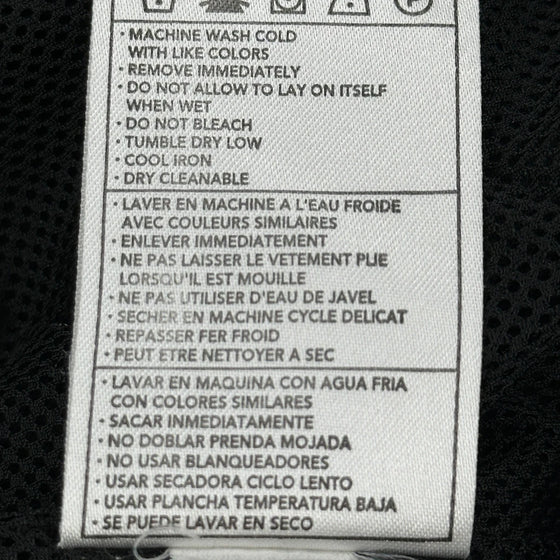 · MACHINE WASH COLD
WITH LIKE COLORS
· REMOVE IMMEDIATELY
· DO NOT ALLOW TO LAY ON ITSELF
WHEN WET
· DO NOT BLEACH
· TUMBLE DRY LOW
· COOL IRON
· DRY CLEANABLE
· LAVER EN MACHINE A L'EAU FROIDE
AVEC COULEURS SIMILAIRES
· ENLEVER IMMEDIATEMENT
· NE PAS LAISSER LE VETEMENT PLIE
LORSQU'IL EST MOUILLE
· NE PAS UTILISER D'EAU DE JAVEL
· SECHER EN MACHINE CYCLE DELICAT
· REPASSER FER FROID
· PEUT ETRE NETTOYER A SEC
· LAVAR EN MAQUINA CON AGUA FRIA
CON COLORES SIMILARES
· SACAR INMEDIATAMENTE
· NO DOBLAR PRENDA MOJADA
· NO USAR BLANQUEADORES
· USAR SECADORA CICLO LENTO
· USAR PLANCHA TEMPERATURA BAJA
· SE PUEDE LAVAR EN SECO